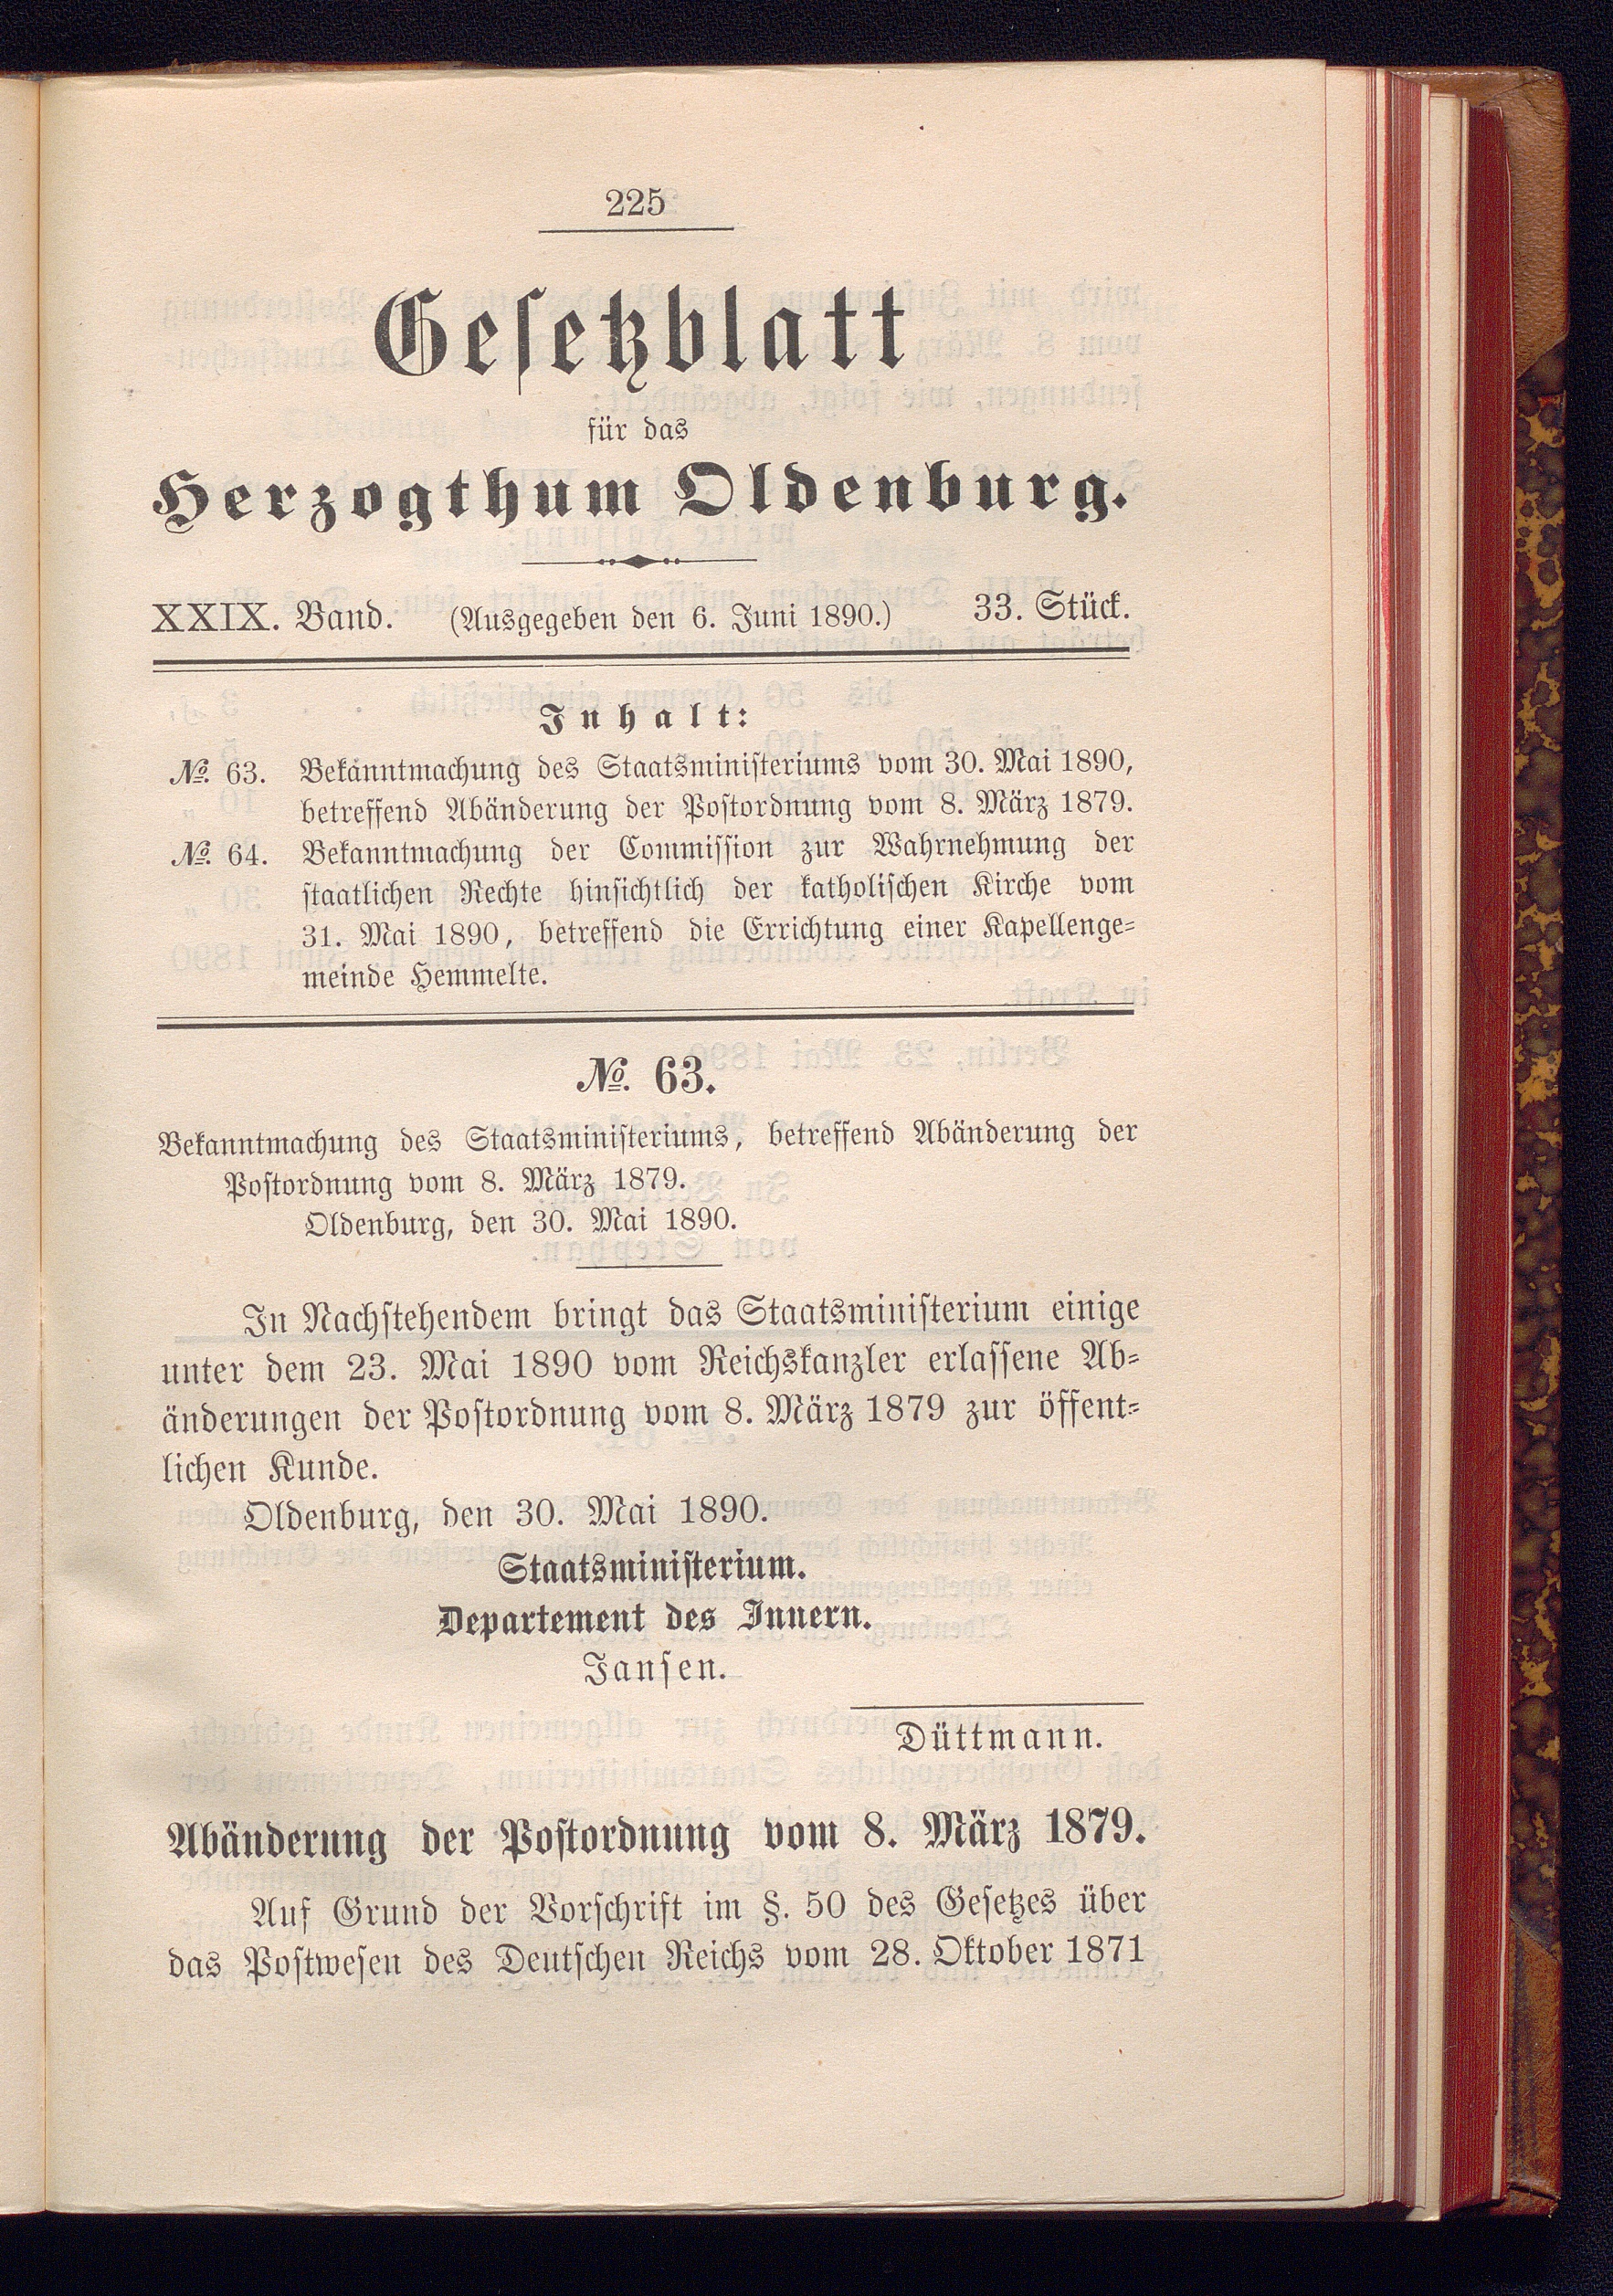 225
Gesetzblatt
für das
Herzogthum Oldenburg.
XXIX. Band. (Ausgegeben den 6. Juni 1890.) 33. Stück.
Inhalt:
№ 63. Bekanntmachung des Staatsministeriums vom 30. Mai 1890,
betreffend Abänderung der Postordnung vom 8. März 1879.
№ 64. Bekanntmachung der Commission zur Wahrnehmung der
staatlichen Rechte hinsichtlich der katholischen Kirche vom
31. Mai 1890, betreffend die Errichtung einer Kapellenge-
meinde Hemmelte.
№ 63.
Bekanntmachung des Staatsministeriums, betreffend Abänderung der
Postordnung vom 8. März 1879.
Oldenburg, den 30. Mai 1890.
In Nachstehendem bringt das Staatsministerium einige
unter dem 23. Mai 1890 vom Reichskanzler erlassene Ab-
änderungen der Postordnung vom 8. März 1879 zur öffent-
lichen Kunde.
Oldenburg, den 30. Mai 1890.
Staatsministerium.
Departement des Innern.
Jansen.
Düttmann.
Abänderung der Postordnung vom 8. März 1879.
Auf Grund der Vorschrift im §. 50 des Gesetzes über
das Postwesen des Deutschen Reichs vom 28. Oktober 1871